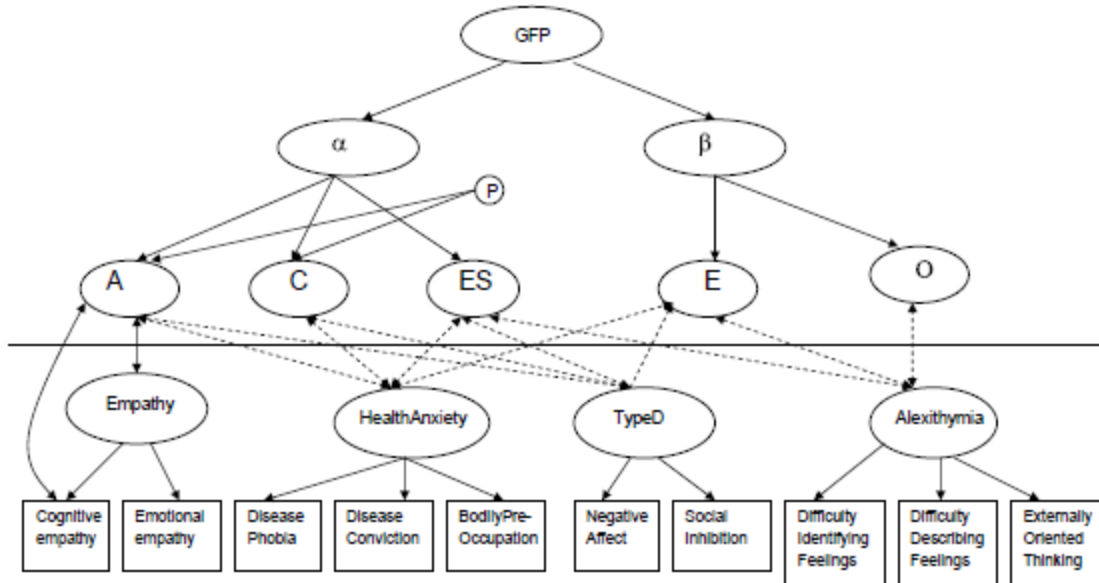 GFP
α
β
P
A
C
ES
E
O
Empathy
HealthAnxiety
TypeD
Alexithymia
Cognitive
empathy
Emotional
empathy
Disease
Phobia
Disease
Conviction
BodilyPre-
Occupation
Negative
Affect
Social
Inhibition
Difficulty
Identifying
Feelings
Difficulty
Describing
Feelings
Externally
Oriented
Thinking